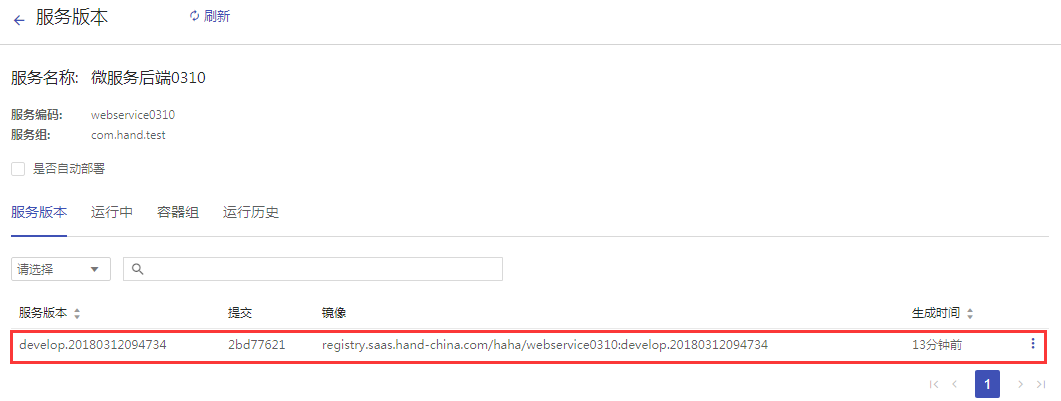 服务版本 刷新
服务名称: 微服务后端0310
服务编码: webservice0310
服务组: com.hand.test
是否自动部署
服务版本 运行中 容器组 运行历史
请选择
服务版本 提交 镜像 生成时间
develop.20180312094734 2bd77621 registry.saas.hand-china.com/haha/webservice0310:develop.20180312094734 13分钟前
1